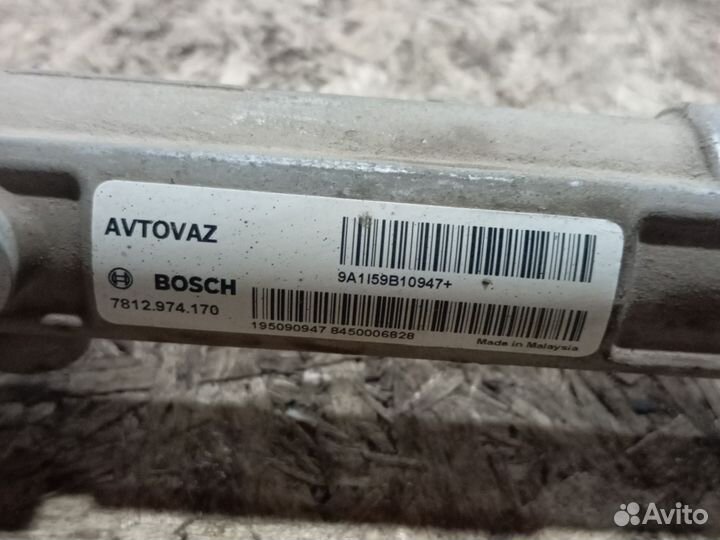 AVTOVAZ
9A1I59B10947+
BOSCH
7812.974.170
195090947 8450006828
Made in Malaysia
Avito